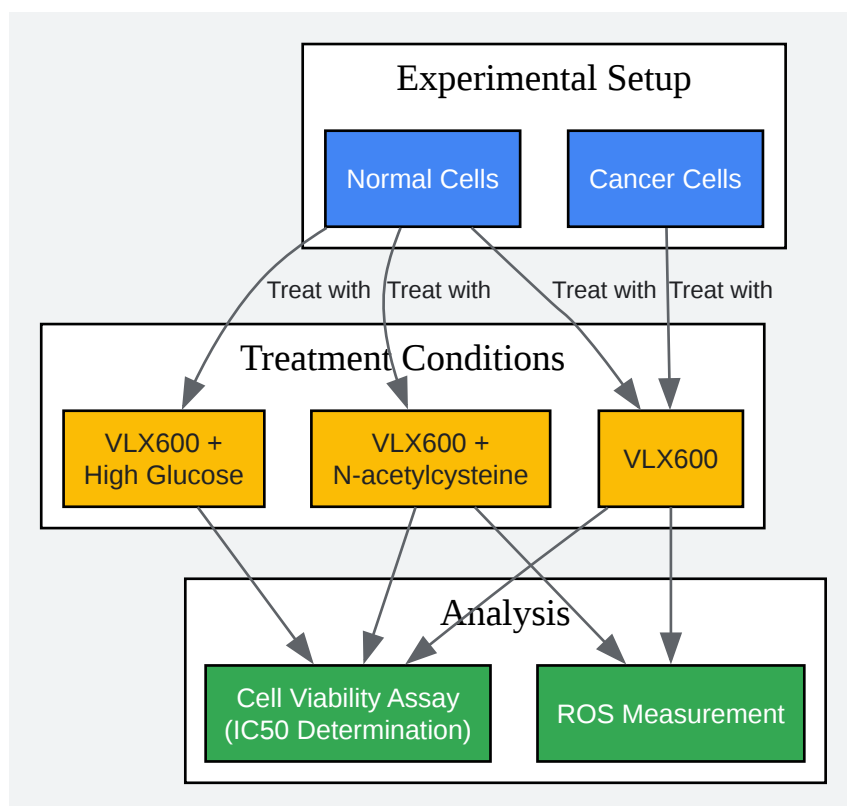 Experimental Setup
Normal Cells
Cancer Cells
Treat with
Treat with
Treat with
Treat with
Treatment Conditions
VLX600 +
High Glucose
VLX600 +
N-acetylcysteine
VLX600
Analysis
Cell Viability Assay
(IC50 Determination)
ROS Measurement